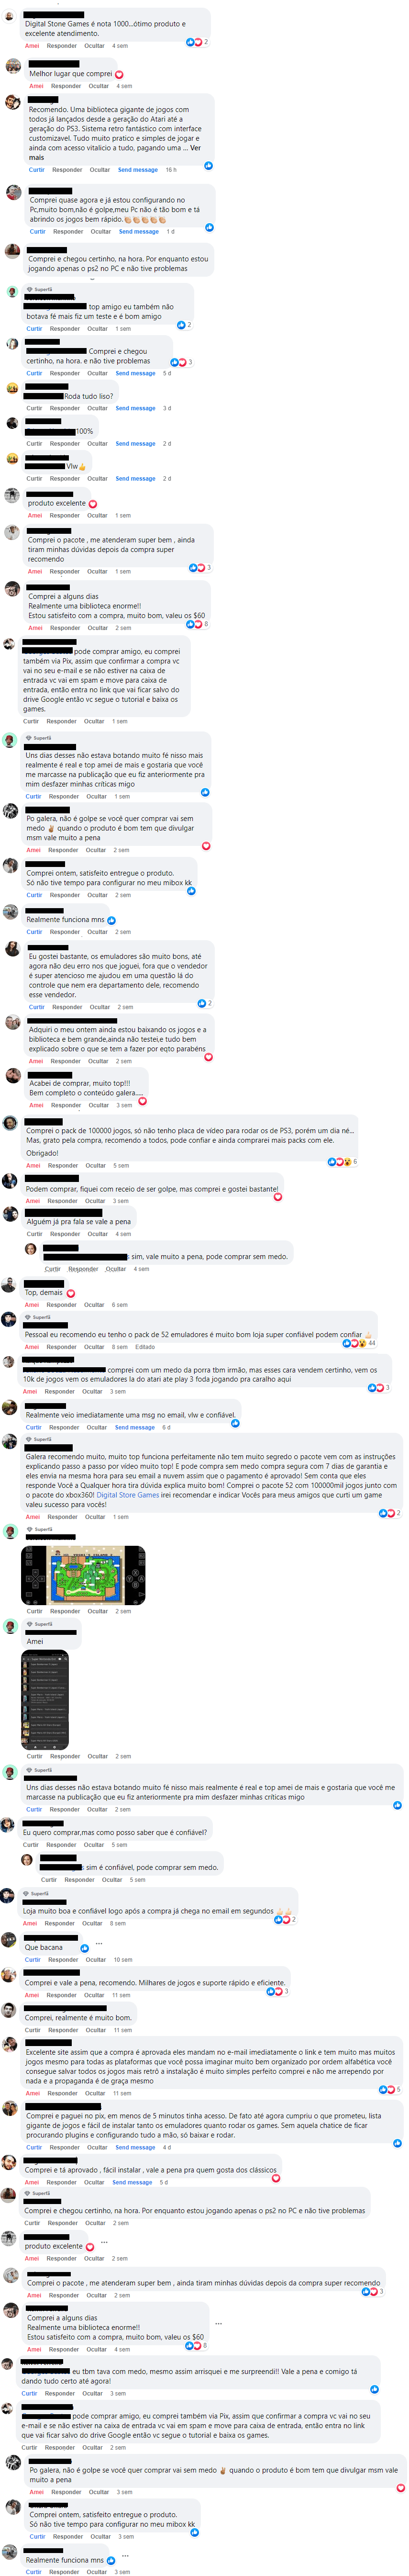 Digital Stone Games é nota 1000...ótimo produto e
excelente atendimento.
2
Amei Responder Ocultar 4 sem
Melhor lugar que comprei
Amei Responder Ocultar 4 sem
Recomendo. Uma biblioteca gigante de jogos com
todos já lançados desde a geração do Atari até a
geração do PS3. Sistema retro fantástico com interface
customizavel. Tudo muito pratico e simples de jogar e
ainda com acesso vitalicio a tudo, pagando uma ... Ver
mais
Curtir Responder Ocultar Send message 16 h
Comprei quase agora e já estou configurando no
Pc,muito bom,não é golpe,meu Pc não é tão bom e tá
abrindo os jogos bem rápido.👏🏼👏🏼👏🏼👏🏼👏🏼
Curtir Responder Ocultar Send message 1 d
Comprei e chegou certinho, na hora. Por enquanto estou
jogando apenas o ps2 no PC e não tive problemas
Superfã
top amigo eu também não
botava fé mais fiz um teste e é bom amigo
2
Curtir Responder Ocultar 1 sem
Comprei e chegou
certinho, na hora. e não tive problemas
3
Curtir Responder Ocultar Send message 5 d
Roda tudo liso?
Curtir Responder Ocultar Send message 3 d
100%
Curtir Responder Ocultar Send message 2 d
Vlw👍
Curtir Responder Ocultar Send message 2 d
produto excelente
Amei Responder Ocultar 1 sem
Comprei o pacote , me atenderam super bem , ainda
tiram minhas dúvidas depois da compra super
recomendo
3
Amei Responder Ocultar 1 sem
Comprei a alguns dias
Realmente uma biblioteca enorme!!
Estou satisfeito com a compra, muito bom, valeu os $60
8
Amei Responder Ocultar 2 sem
pode comprar amigo, eu comprei
também via Pix, assim que confirmar a compra vc
vai no seu e-mail e se não estiver na caixa de
entrada vc vai em spam e move para caixa de
entrada, então entra no link que vai ficar salvo do
drive Google então vc segue o tutorial e baixa os
games.
Curtir Responder Ocultar 1 sem
Superfã
Uns dias desses não estava botando muito fé nisso mais
realmente é real e top amei de mais e gostaria que você
me marcasse na publicação que eu fiz anteriormente pra
mim desfazer minhas críticas migo
Curtir Responder Ocultar 1 sem
Po galera, não é golpe se você quer comprar vai sem
medo ✌🏽 quando o produto é bom tem que divulgar
msm vale muito a pena
Amei Responder Ocultar 2 sem
Comprei ontem, satisfeito entregue o produto.
Só não tive tempo para configurar no meu mibox kk
Curtir Responder Ocultar 2 sem
Realmente funciona mns
Curtir Responder Ocultar 2 sem
Eu gostei bastante, os emuladores são muito bons, até
agora não deu erro nos que joguei, fora que o vendedor
é super atencioso me ajudou em uma questão lá do
controle que nem era departamento dele, recomendo
esse vendedor.
2
Curtir Responder Ocultar 2 sem
Adquiri o meu ontem ainda estou baixando os jogos e a
biblioteca e bem grande,ainda não testei,e tudo bem
explicado sobre o que se tem a fazer por eqto parabéns
Amei Responder Ocultar 2 sem
Acabei de comprar, muito top!!!
Bem completo o conteúdo galera....
Amei Responder Ocultar 3 sem
Comprei o pack de 100000 jogos, só não tenho placa de vídeo para rodar os de PS3, porém um dia né...
Mas, grato pela compra, recomendo a todos, pode confiar e ainda comprarei mais packs com ele.
Obrigado!
6
Amei Responder Ocultar 5 sem
Podem comprar, fiquei com receio de ser golpe, mas comprei e gostei bastante!
Amei Responder Ocultar 3 sem
Alguém já pra fala se vale a pena
Curtir Responder Ocultar 4 sem
sim, vale muito a pena, pode comprar sem medo.
Curtir Responder Ocultar 4 sem
Top, demais
Amei Responder Ocultar 6 sem
Superfã
Pessoal eu recomendo eu tenho o pack de 52 emuladores é muito bom loja super confiável podem confiar 👍🏻
44
Amei Responder Ocultar 8 sem Editado
comprei com medo da porra tbm irmão, mas esses cara vendem certinho, vem os
10k de jogos vem os emuladores la do atari ate play 3 foda jogando pra caralho aqui
3
Amei Responder Ocultar 3 sem
Realmente veio imediatamente uma msg no email, vlw e confiável.
Curtir Responder Ocultar Send message 6 d
Superfã
Galera recomendo muito, muito top funciona perfeitamente não tem muito segredo o pacote vem com as instruções
explicando passo a passo por vídeo muito top! E pode compra sem medo compra segura com 7 dias de garantia e
eles envia na mesma hora para seu email a nuvem assim que o pagamento é aprovado! Sem conta que eles
responde Você a Qualquer hora tira dúvida explica muito bom! Comprei o pacote 52 com 100000mil jogos junto com
o pacote do xbox360! Digital Store Games irei recomendar e indicar Vocês para meus amigos que curti um game
valeu sucesso para vocês!
2
Amei Responder Ocultar 1 sem
Superfã
Curtir Responder Ocultar 2 sem
Superfã
Amei
Curtir Responder Ocultar 2 sem
Superfã
Uns dias desses não estava botando muito fé nisso mais realmente é real e top amei de mais e gostaria que você me
marcasse na publicação que eu fiz anteriormente pra mim desfazer minhas críticas migo
Curtir Responder Ocultar 2 sem
Eu quero comprar,mas como posso saber que é confiável?
Curtir Responder Ocultar 5 sem
sim é confiável, pode comprar sem medo.
Curtir Responder Ocultar 5 sem
Superfã
Loja muito boa e confiável logo após a compra já chega no email em segundos 👍🏻👍🏻
2
Amei Responder Ocultar 8 sem
Que bacana
Curtir Responder Ocultar 10 sem
Comprei e vale a pena, recomendo. Milhares de jogos e suporte rápido e eficiente.
3
Amei Responder Ocultar 11 sem
Comprei, realmente é muito bom.
Curtir Responder Ocultar 11 sem
Excelente site assim que a compra é aprovada eles mandam no e-mail imediatamente o link e tem muito mas muitos
jogos mesmo para todas as plataformas que você possa imaginar muito bem organizado por ordem alfabética você
consegue salvar todos os jogos mais retró a instalação é muito simples perfeito comprei e não me arrependo por
nada e a propaganda é de graça mesmo
5
Amei Responder Ocultar 11 sem
Comprei e paguei no pix, em menos de 5 minutos tinha acesso. De fato até agora cumpriu o que prometeu, lista
gigante de jogos e fácil de instalar tanto os emuladores quanto rodar os games. Sem aquela chatice de ficar
procurando plugins e configurando tudo a mão, só baixar e rodar.
Curtir Responder Ocultar Send message 4 d
Comprei e tá aprovado , fácil instalar , vale a pena pra quem gosta dos clássicos
Amei Responder Ocultar Send message 5 d
Superfã
Comprei e chegou certinho, na hora. Por enquanto estou jogando apenas o ps2 no PC e não tive problemas
Curtir Responder Ocultar 2 sem
produto excelente
Amei Responder Ocultar 2 sem
Comprei o pacote , me atenderam super bem , ainda tiram minhas dúvidas depois da compra super recomendo
3
Amei Responder Ocultar 2 sem
Comprei a alguns dias
Realmente uma biblioteca enorme!!
Estou satisfeito com a compra, muito bom, valeu os $60
8
Amei Responder Ocultar 4 sem
eu tbm tava com medo, mesmo assim arrisquei e me surpreendi!! Vale a pena e comigo tá
dando tudo certo até agora!
Curtir Responder Ocultar 3 sem
pode comprar amigo, eu comprei também via Pix, assim que confirmar a compra vc vai no seu
e-mail e se não estiver na caixa de entrada vc vai em spam e move para caixa de entrada, então entra no link
que vai ficar salvo do drive Google então vc segue o tutorial e baixa os games.
Curtir Responder Ocultar 2 sem
Po galera, não é golpe se você quer comprar vai sem medo ✌🏽 quando o produto é bom tem que divulgar msm vale
muito a pena
Amei Responder Ocultar 3 sem
Comprei ontem, satisfeito entregue o produto.
Só não tive tempo para configurar no meu mibox kk
Curtir Responder Ocultar 3 sem
Realmente funciona mns
Curtir Responder Ocultar 3 sem